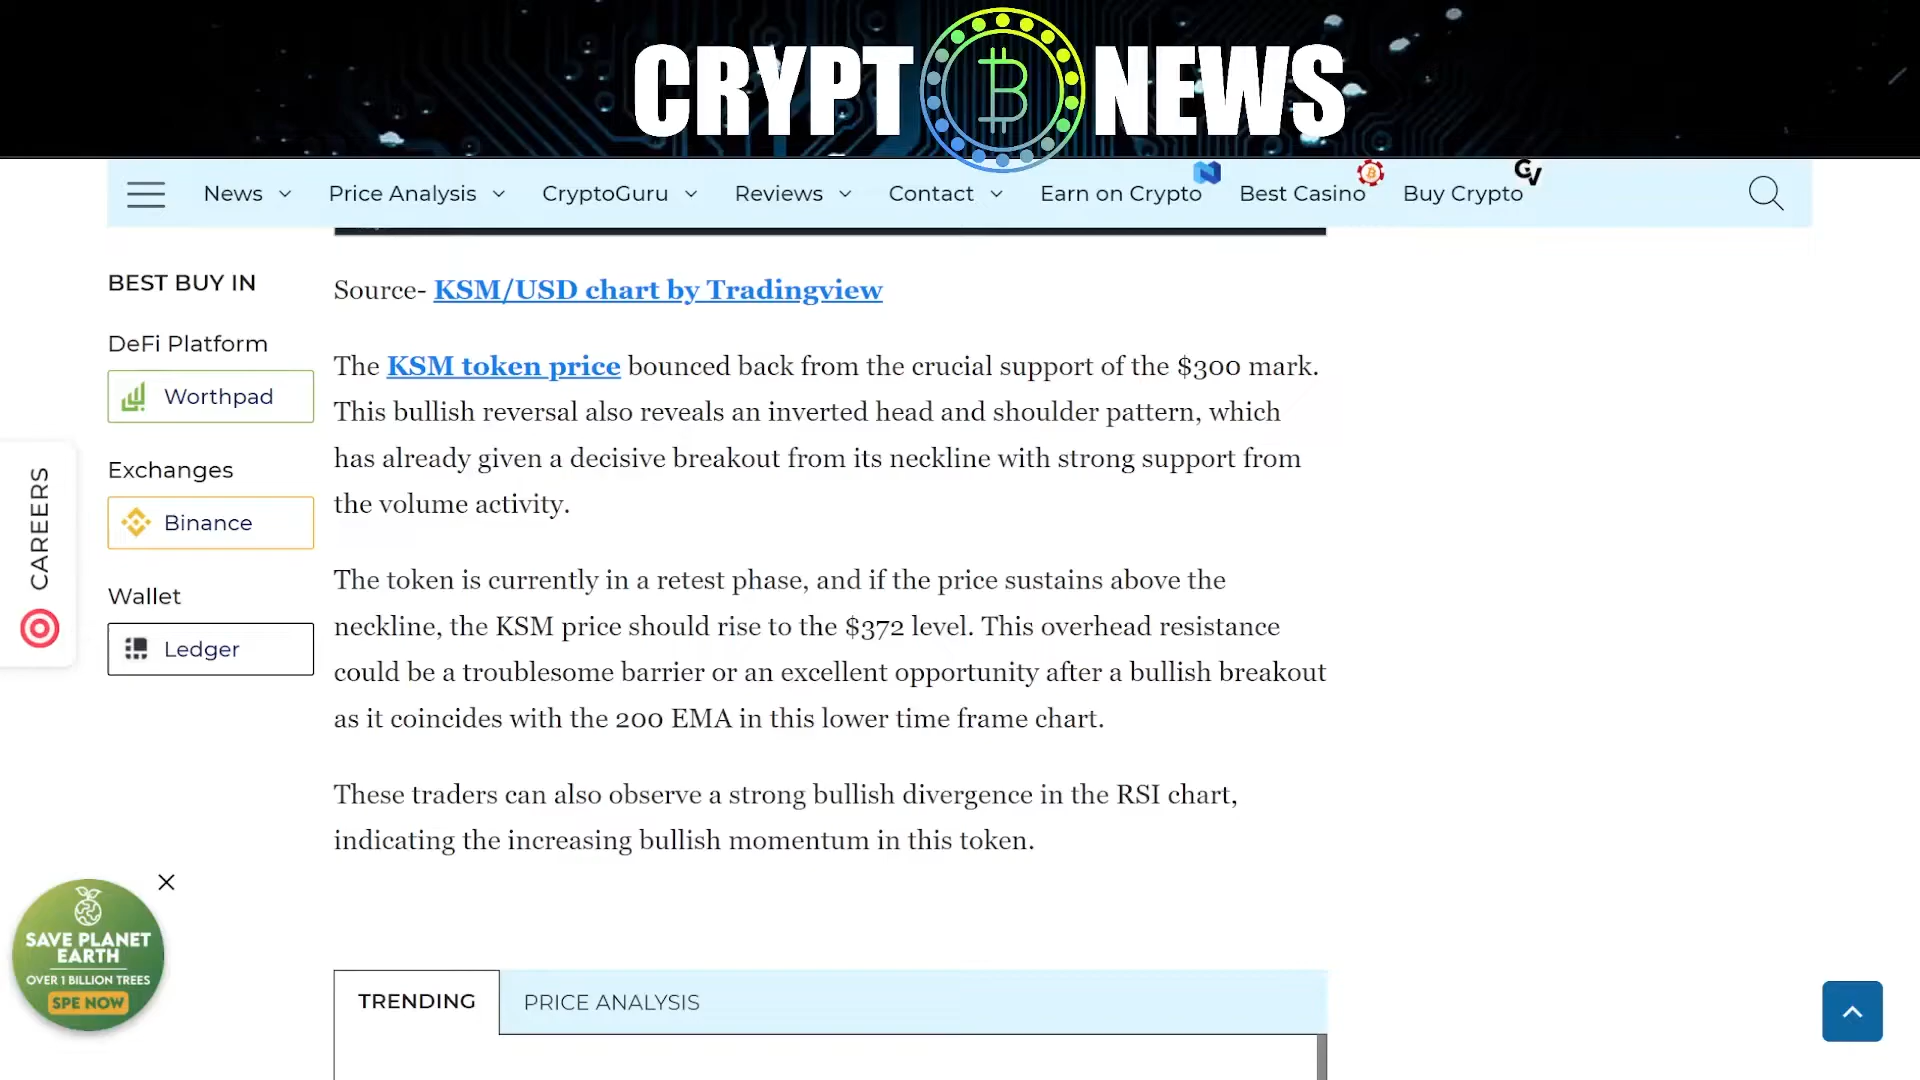 CRYPT NEWS
News Price Analysis CryptoGuru Reviews Contact Earn on Crypto Best Casino Buy Crypto
BEST BUY IN
DeFi Platform
Worthpad
Exchanges
Binance
Wallet
Ledger
CAREERS
Source- KSM/USD chart by Tradingview
The KSM token price bounced back from the crucial support of the $300 mark.
This bullish reversal also reveals an inverted head and shoulder pattern, which
has already given a decisive breakout from its neckline with strong support from
the volume activity.
The token is currently in a retest phase, and if the price sustains above the
neckline, the KSM price should rise to the $372 level. This overhead resistance
could be a troublesome barrier or an excellent opportunity after a bullish breakout
as it coincides with the 200 EMA in this lower time frame chart.
These traders can also observe a strong bullish divergence in the RSI chart,
indicating the increasing bullish momentum in this token.
SAVE PLANET
EARTH
OVER 1 BILLION TREES
SPE NOW
TRENDING PRICE ANALYSIS